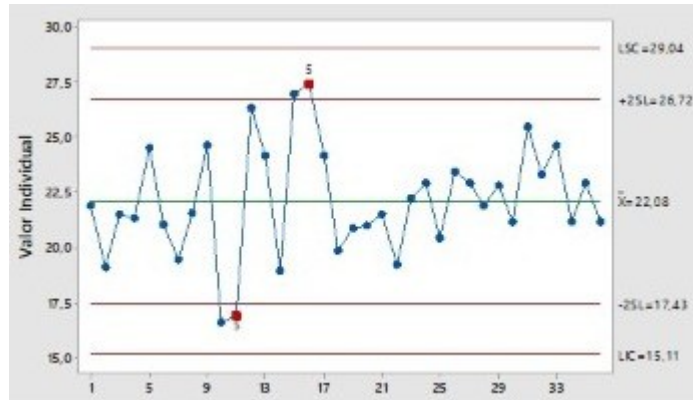 30,0
27,5
25,0
22,5
20,0
17,5
15,0
Valor Individual
5
5
LSC=29,04
+2SL=26,72
X̄=22,08
-2SL=17,43
LIC=15,11
1 5 9 13 17 21 25 29 33